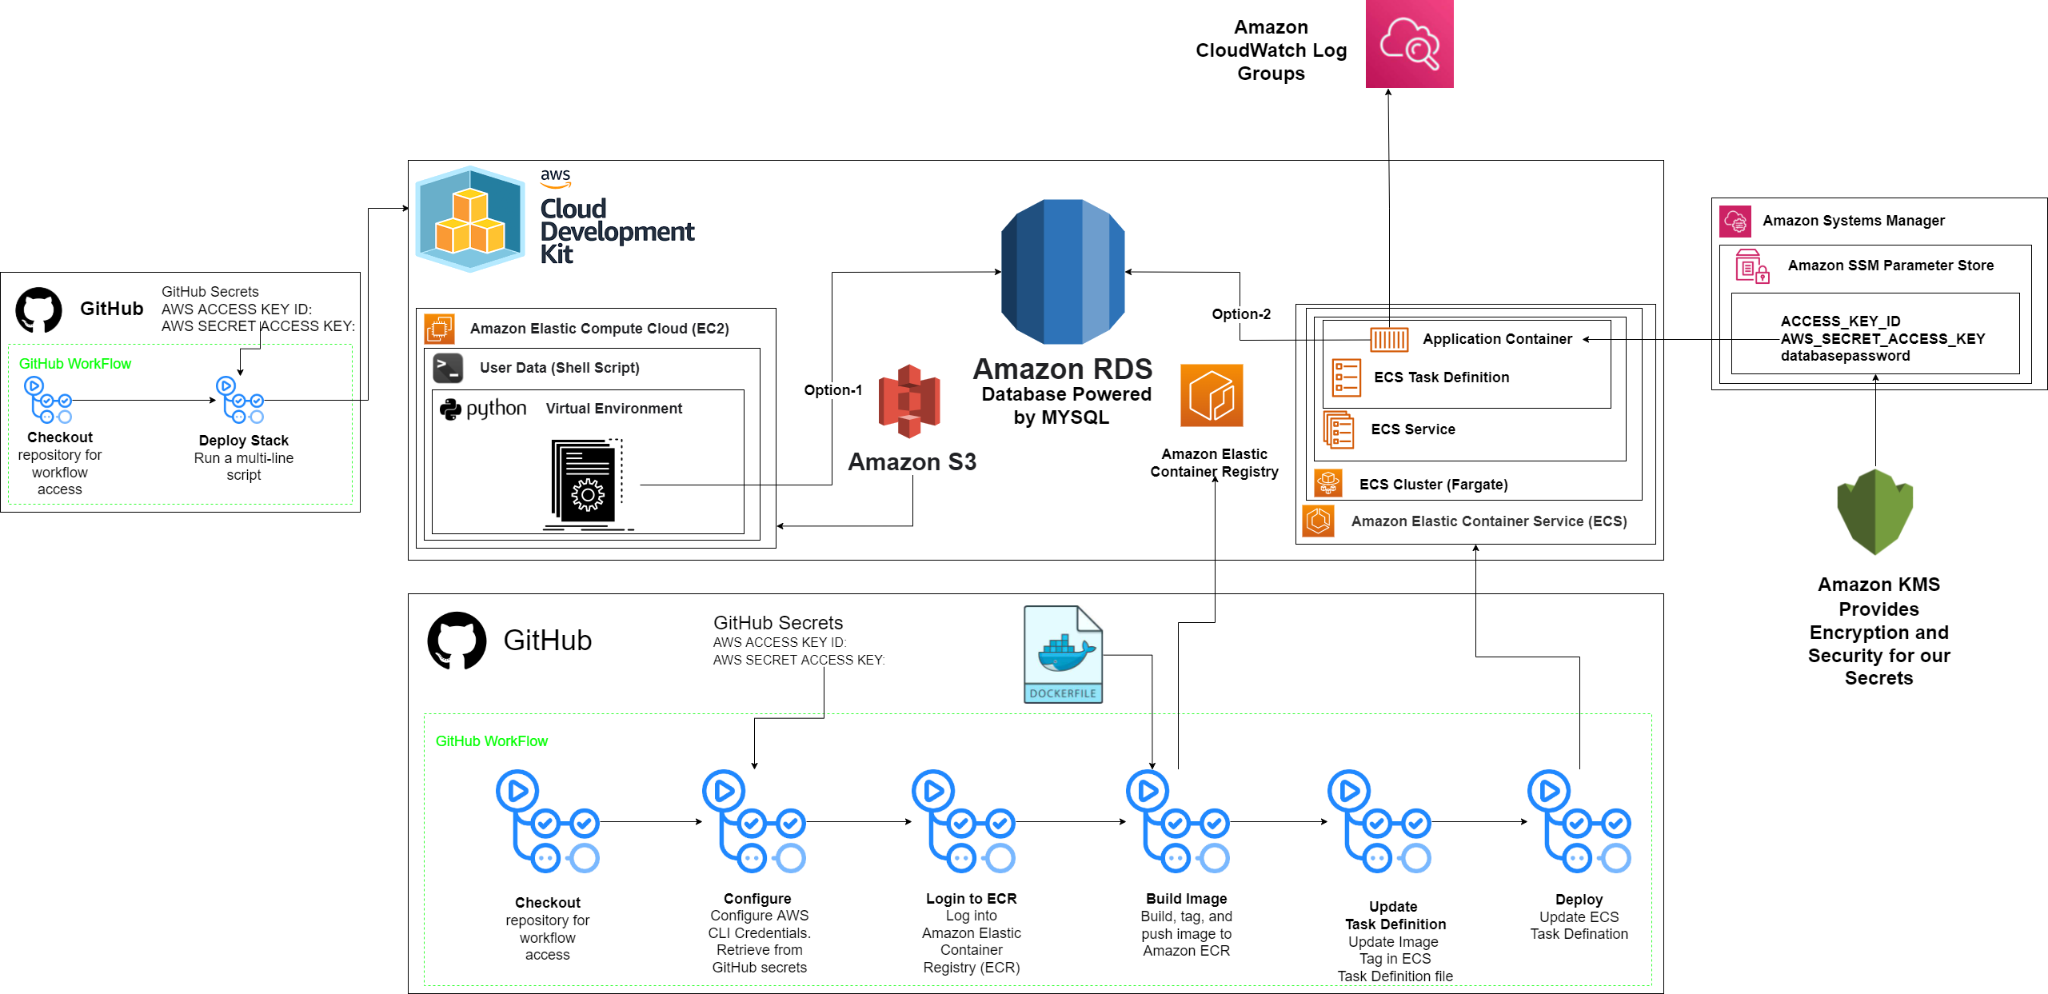 Amazon
CloudWatch Log
Groups
aws
Cloud
Development
Kit
GitHub
GitHub Secrets
AWS ACCESS KEY ID:
AWS SECRET ACCESS KEY:
GitHub WorkFlow
Checkout
repository for
workflow
access
Deploy Stack
Run a multi-line
script
Amazon Elastic Compute Cloud (EC2)
User Data (Shell Script)
python
Virtual Environment
Option-1
Amazon S3
Amazon RDS
Database Powered
by MYSQL
Option-2
Amazon Elastic
Container Registry
Application Container
ECS Task Definition
ECS Service
ECS Cluster (Fargate)
Amazon Elastic Container Service (ECS)
Amazon Systems Manager
Amazon SSM Parameter Store
ACCESS_KEY_ID
AWS_SECRET_ACCESS_KEY
databasepassword
Amazon KMS
Provides
Encryption and
Security for our
Secrets
GitHub
GitHub Secrets
AWS ACCESS KEY ID:
AWS SECRET ACCESS KEY:
DOCKERFILE
GitHub WorkFlow
Checkout
repository for
workflow
access
Configure
Configure AWS
CLI Credentials.
Retrieve from
GitHub secrets
Login to ECR
Log into
Amazon Elastic
Container
Registry (ECR)
Build Image
Build, tag, and
push image to
Amazon ECR
Update
Task Definition
Update Image
Tag in ECS
Task Definition file
Deploy
Update ECS
Task Defination